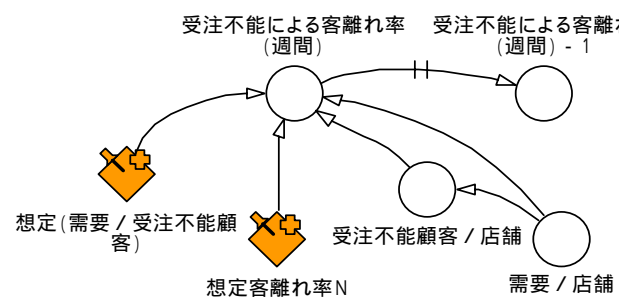 受注不能による客離れ率
(週間)
受注不能による客離
(週間) - 1
想定(需要 / 受注不能顧
客)
想定客離れ率N
受注不能顧客 / 店舗
需要 / 店舗